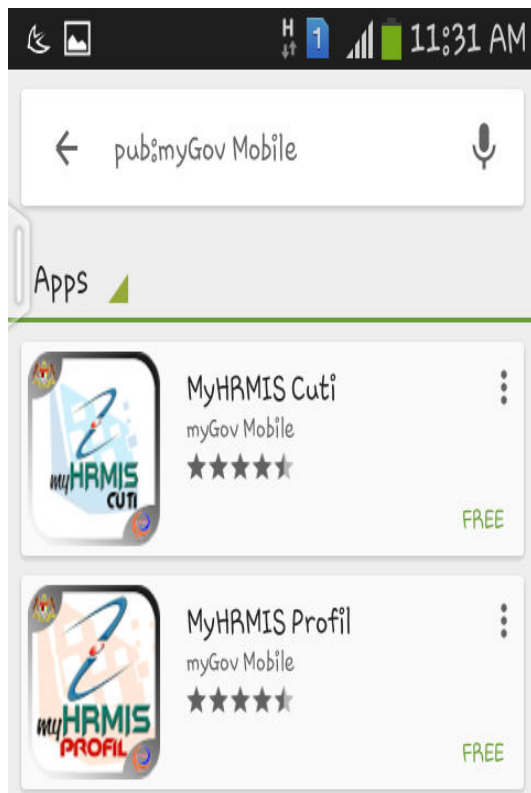 H 1 11:31 AM
pub:myGov Mobile
Apps
MyHRMIS Cuti
myGov Mobile
myHRMIS
CUTI
FREE
MyHRMIS Profil
myGov Mobile
myHRMIS
PROFIL
FREE